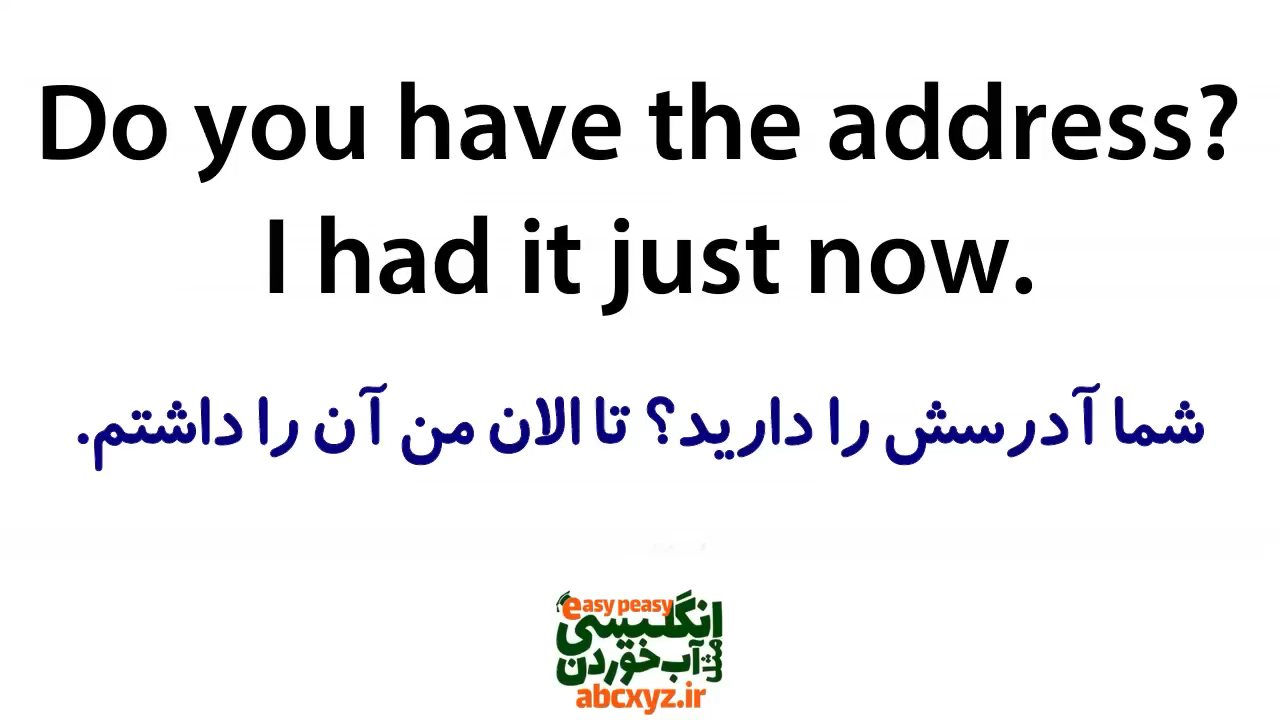 Do you have the address?
I had it just now.
شما آدرسش را دارید؟ تا الان من آن را داشتم.
easy peasy
انگلیسی
مثل آب خوردن
abcxyz.ir